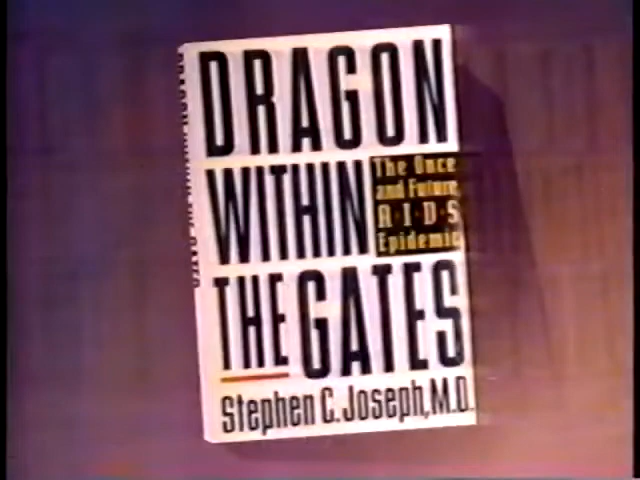 DRAGON
WITHIN
The Once
and Future
A·I·D·S
Epidemic
THE GATES
Stephen C. Joseph, M.D.